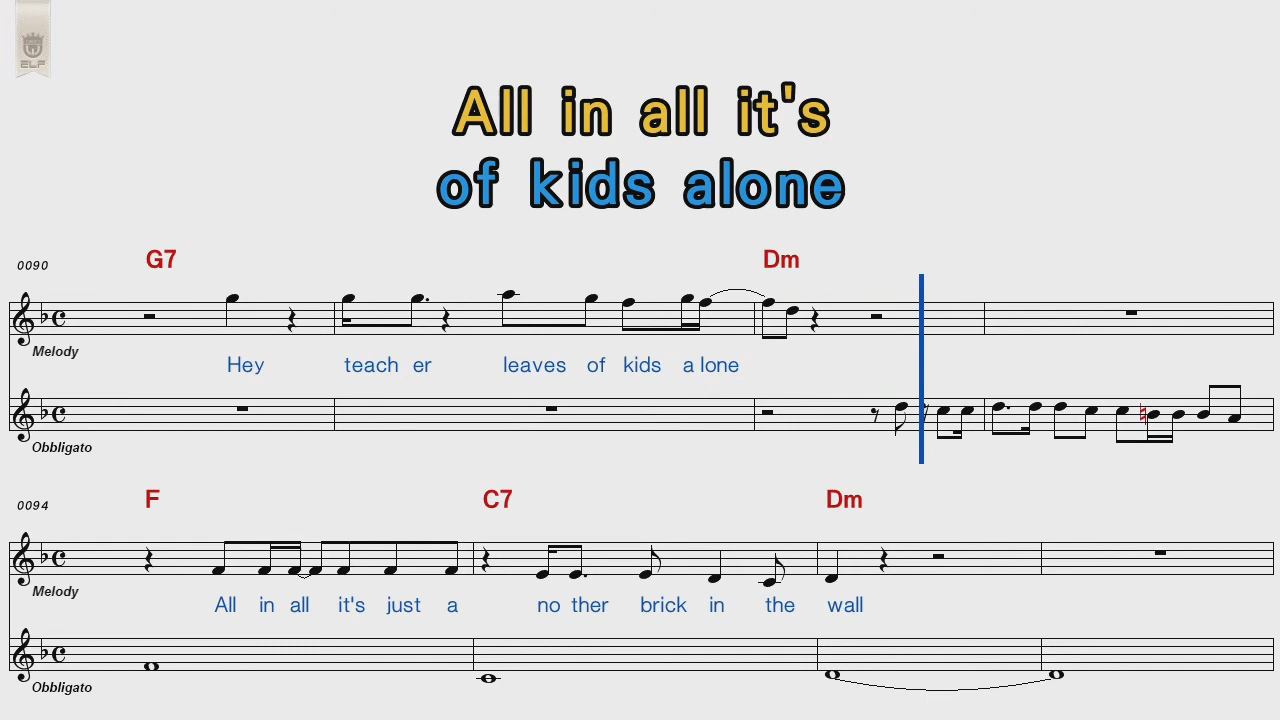 ELF
All in all it's
of kids alone
0090 G7 Dm
Melody
Hey teach er leaves of kids a lone
Obbligato
0094 F C7 Dm
Melody
All in all it's just a no ther brick in the wall
Obbligato